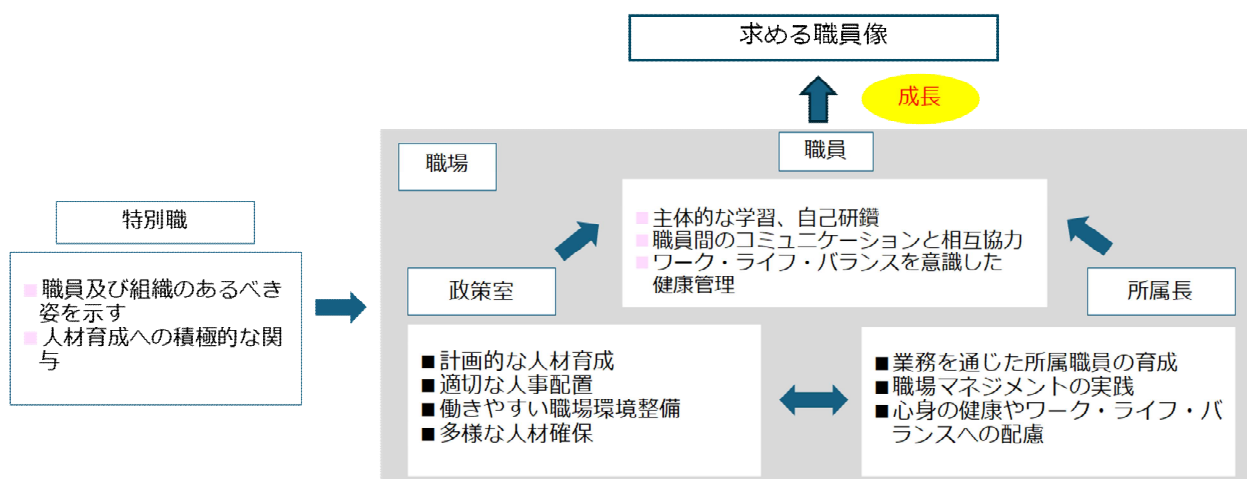 求める職員像
成長
職場
職員
特別職
■主体的な学習、自己研鑽
■職員間のコミュニケーションと相互協力
■ワーク・ライフ・バランスを意識した
健康管理
■職員及び組織のあるべき
姿を示す
■人材育成への積極的な関
与
政策室
所属長
■計画的な人材育成
■適切な人事配置
■働きやすい職場環境整備
■多様な人材確保
■業務を通じた所属職員の育成
■職場マネジメントの実践
■心身の健康やワーク・ライフ・バ
ランスへの配慮